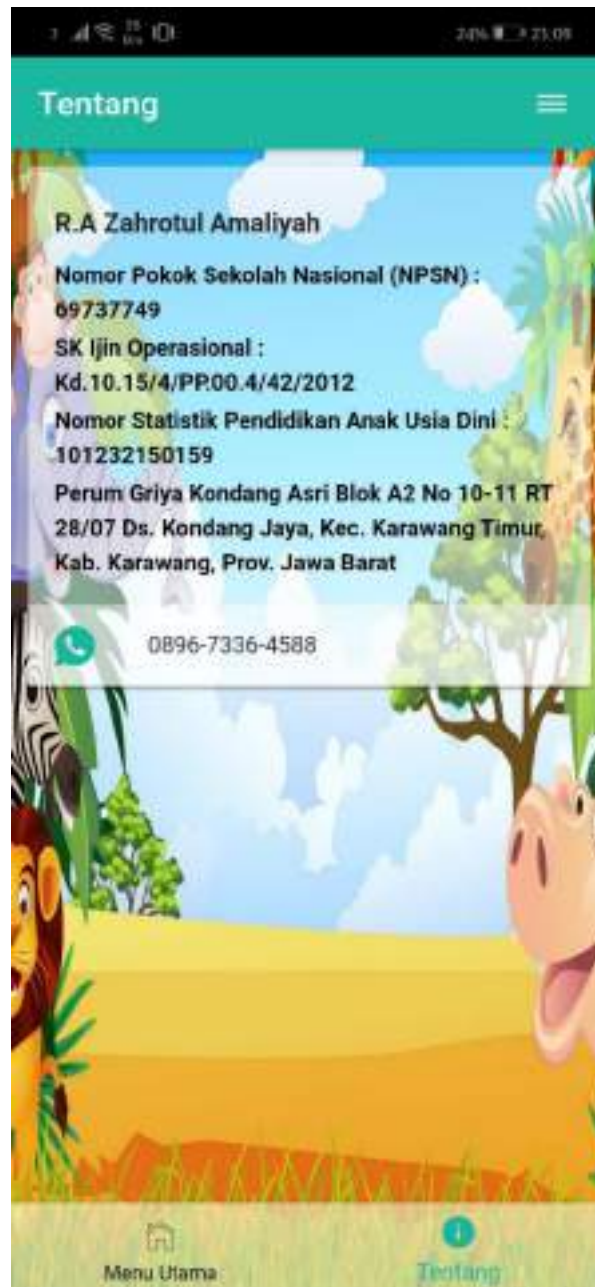 24% 23.09
Tentang
R.A Zahrotul Amaliyah
Nomor Pokok Sekolah Nasional (NPSN) :
69737749
SK Ijin Operasional :
Kd.10.15/4/PP.00.4/42/2012
Nomor Statistik Pendidikan Anak Usia Dini :
101232150159
Perum Griya Kondang Asri Blok A2 No 10-11 RT
28/07 Ds. Kondang Jaya, Kec. Karawang Timur,
Kab. Karawang, Prov. Jawa Barat
0896-7336-4588
Menu Utama
Tentang